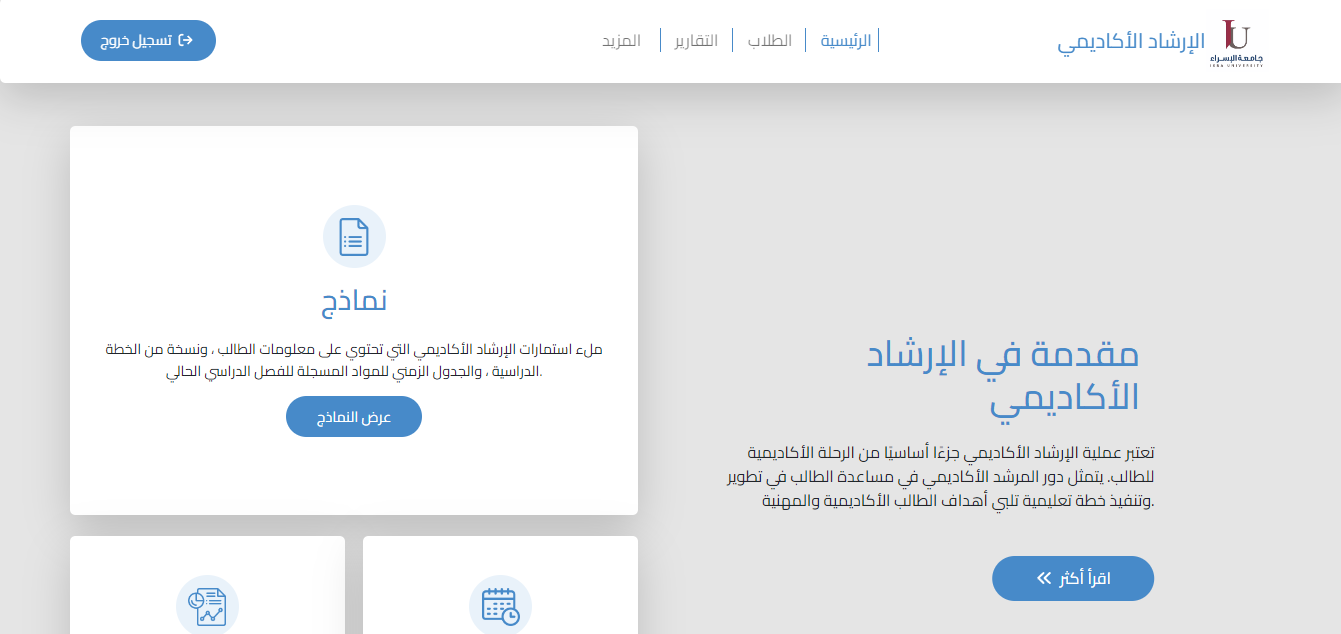 جامعة الإسراء
ISRA UNIVERSITY
الإرشاد الأكاديمي
الرئيسية
الطلاب
التقارير
المزيد
تسجيل خروج
مقدمة في الإرشاد
الأكاديمي
تعتبر عملية الإرشاد الأكاديمي جزءًا أساسيًا من الرحلة الأكاديمية
للطالب. يتمثل دور المرشد الأكاديمي في مساعدة الطالب في تطوير
.وتنفيذ خطة تعليمية تلبي أهداف الطالب الأكاديمية والمهنية
اقرأ أكثر
نماذج
ملء استمارات الإرشاد الأكاديمي التي تحتوي على معلومات الطالب ، ونسخة من الخطة
.الدراسية ، والجدول الزمني للمواد المسجلة للفصل الدراسي الحالي
عرض النماذج